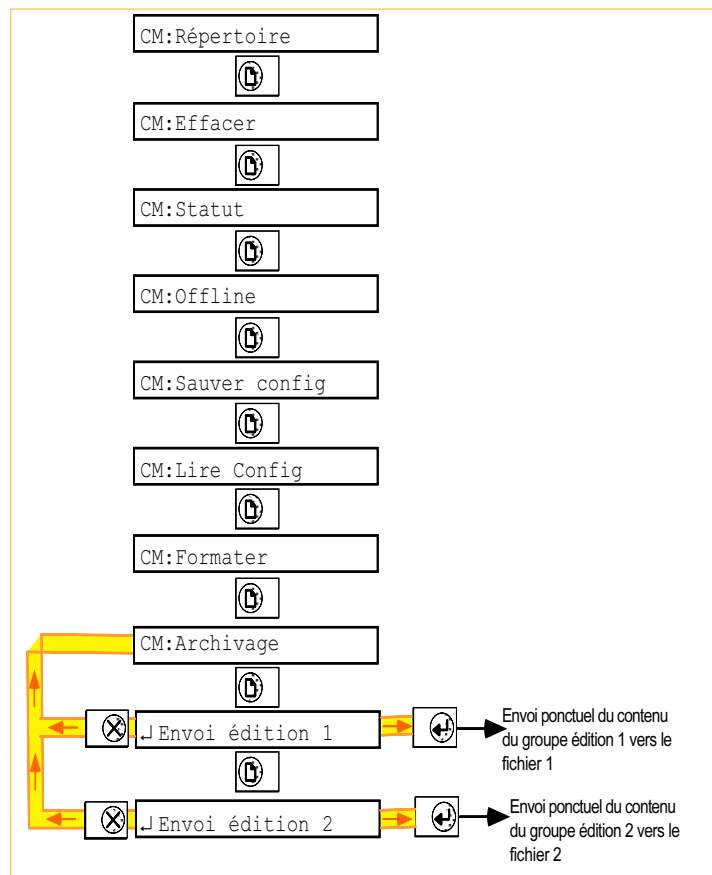 CM:Répertoire
CM:Effacer
CM:Statut
CM:Offline
CM:Sauver config
CM:Lire Config
CM:Formater
CM:Archivage
↵Envoi édition 1
Envoi ponctuel du contenu
du groupe édition 1 vers le
fichier 1
↵Envoi édition 2
Envoi ponctuel du contenu
du groupe édition 2 vers le
fichier 2